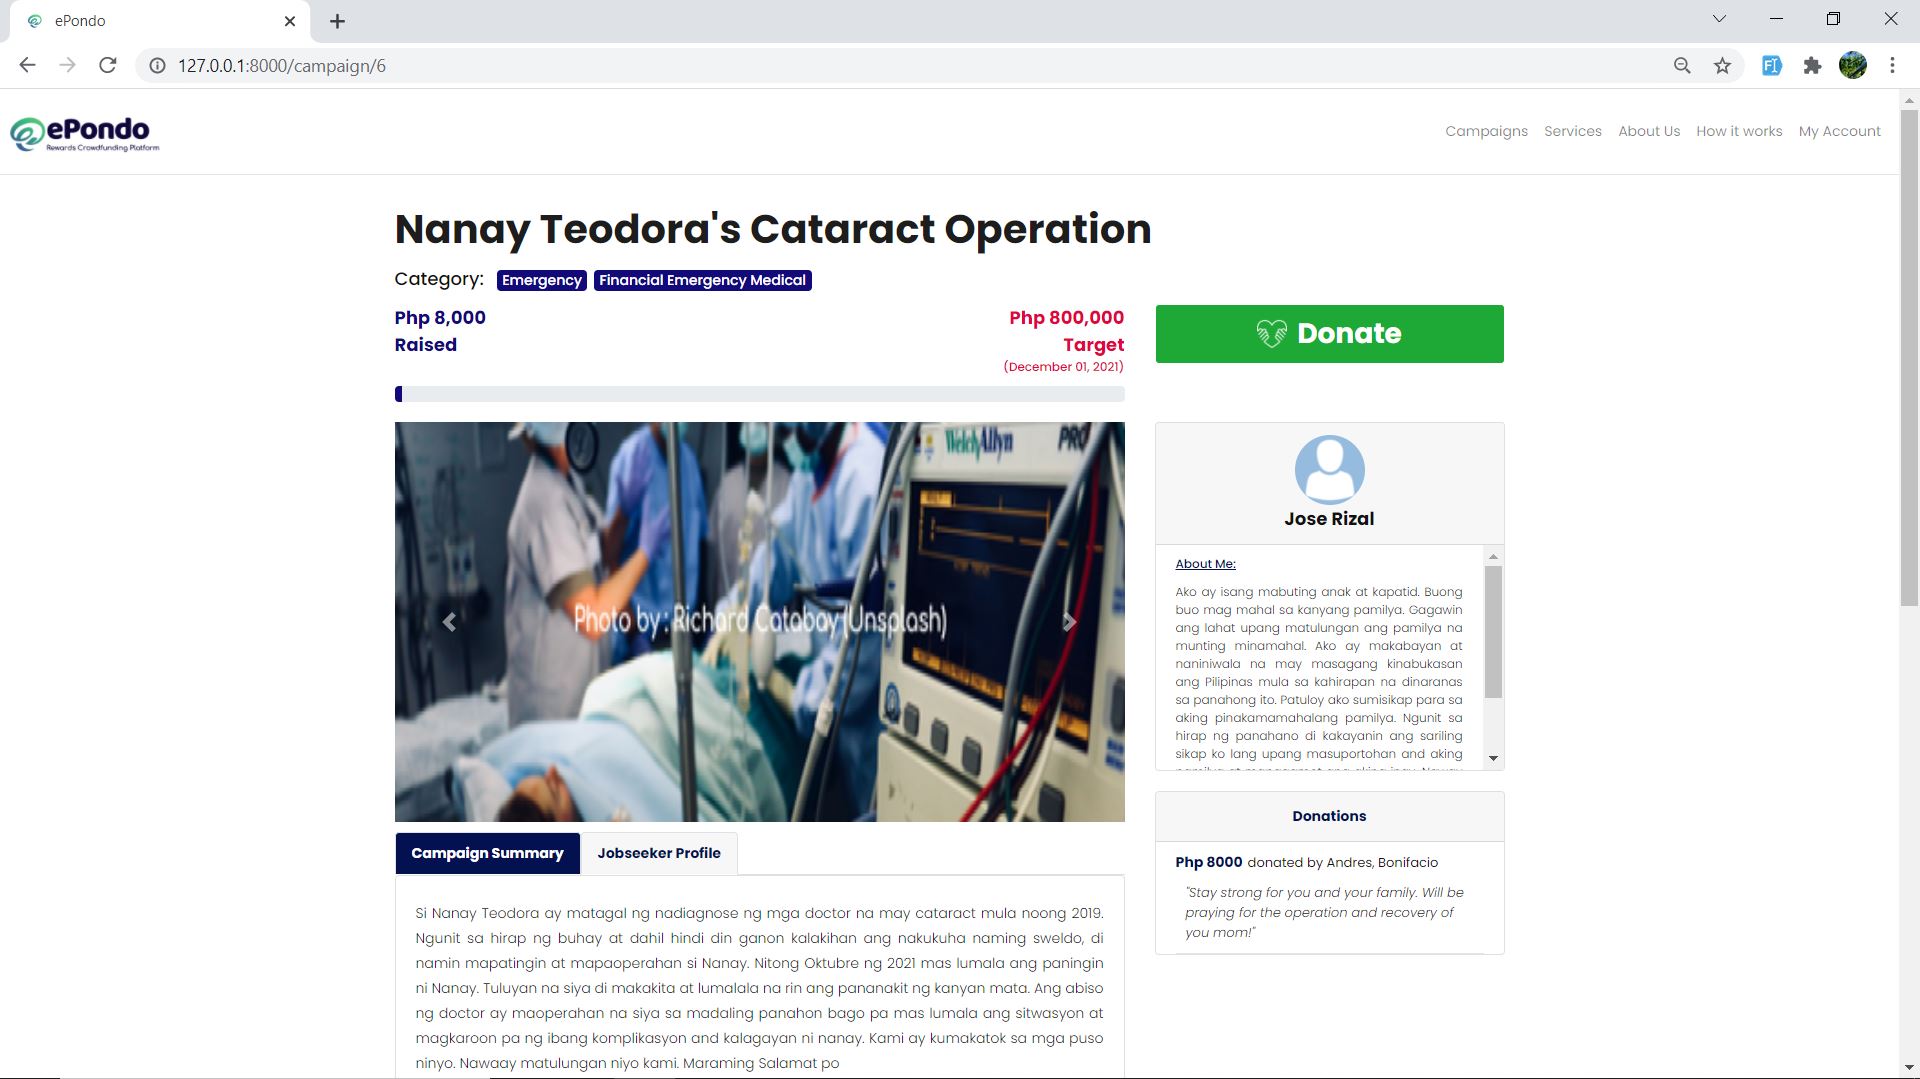 ePondo
127.0.0.1:8000/campaign/6
ePondo
Rewards Crowdfunding Platform
Campaigns Services About Us How it works My Account
Nanay Teodora's Cataract Operation
Category: Emergency Financial Emergency Medical
Php 8,000
Raised
Php 800,000
Target
(December 01, 2021)
Donate
WelchAllyn PRO
Photo by : Richard Catabay (Unsplash)
Jose Rizal
About Me:
Ako ay isang mabuting anak at kapatid. Buong
buo mag mahal sa kanyang pamilya. Gagawin
ang lahat upang matulungan ang pamilya na
munting minamahal. Ako ay makabayan at
naniniwala na may masagang kinabukasan
ang Pilipinas mula sa kahirapan na dinaranas
sa panahong ito. Patuloy ako sumisikap para sa
aking pinakamamahalang pamilya. Ngunit sa
hirap ng panahano di kakayanin ang sariling
sikap ko lang upang masuportohan and aking
Donations
Php 8000 donated by Andres, Bonifacio
"Stay strong for you and your family. Will be
praying for the operation and recovery of
you mom!"
Campaign Summary Jobseeker Profile
Si Nanay Teodora ay matagal ng nadiagnose ng mga doctor na may cataract mula noong 2019.
Ngunit sa hirap ng buhay at dahil hindi din ganon kalakihan ang nakukuha naming sweldo, di
namin mapatingin at mapaoperahan si Nanay. Nitong Oktubre ng 2021 mas lumala ang paningin
ni Nanay. Tuluyan na siya di makakita at lumalala na rin ang pananakit ng kanyan mata. Ang abiso
ng doctor ay maoperahan na siya sa madaling panahon bago pa mas lumala ang sitwasyon at
magkaroon pa ng ibang komplikasyon and kalagayan ni nanay. Kami ay kumakatok sa mga puso
ninyo. Nawaay matulungan niyo kami. Maraming Salamat po